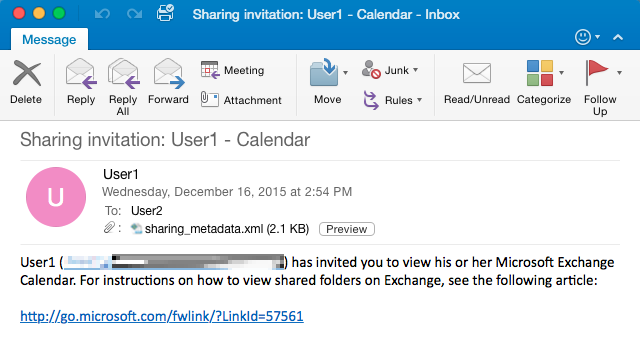 Sharing invitation: User1 - Calendar - Inbox
Message
Delete
Reply
Reply All
Forward
Meeting
Attachment
Move
Junk
Rules
Read/Unread
Categorize
Follow Up
Sharing invitation: User1 - Calendar
U
User1
Wednesday, December 16, 2015 at 2:54 PM
To: User2
sharing_metadata.xml (2.1 KB) Preview
User1 ( ) has invited you to view his or her Microsoft Exchange
Calendar. For instructions on how to view shared folders on Exchange, see the following article:
http://go.microsoft.com/fwlink/?LinkId=57561